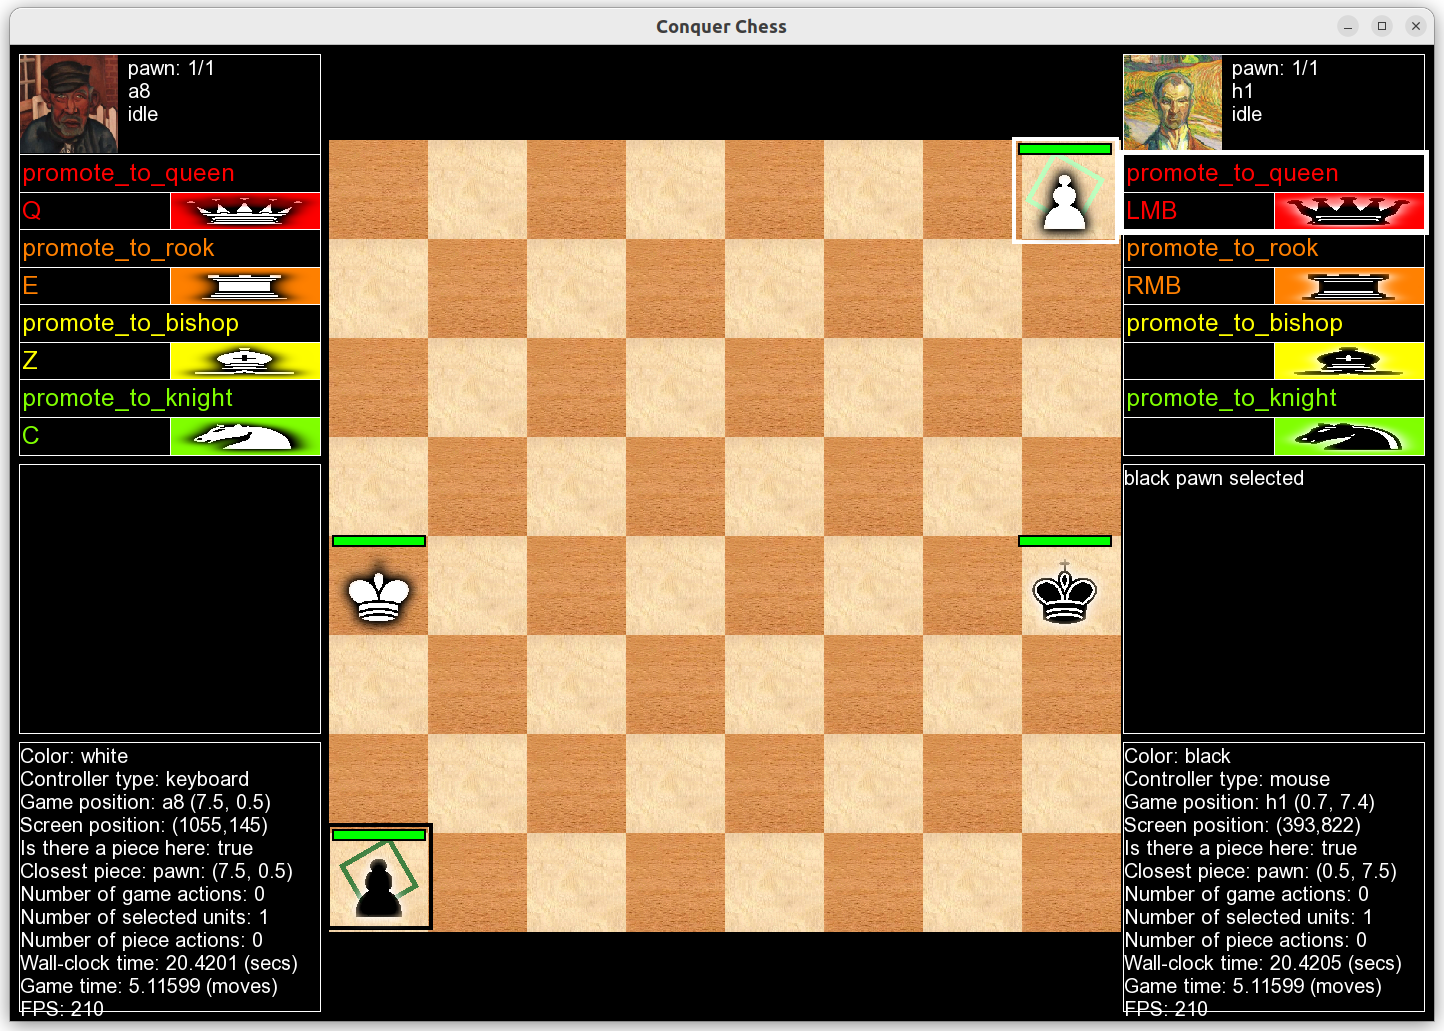 Conquer Chess
pawn: 1/1
a8
idle
promote_to_queen
Q
promote_to_rook
E
promote_to_bishop
Z
promote_to_knight
C
Color: white
Controller type: keyboard
Game position: a8 (7.5, 0.5)
Screen position: (1055,145)
Is there a piece here: true
Closest piece: pawn: (7.5, 0.5)
Number of game actions: 0
Number of selected units: 1
Number of piece actions: 0
Wall-clock time: 20.4201 (secs)
Game time: 5.11599 (moves)
FPS: 210
pawn: 1/1
h1
idle
promote_to_queen
LMB
promote_to_rook
RMB
promote_to_bishop
promote_to_knight
black pawn selected
Color: black
Controller type: mouse
Game position: h1 (0.7, 7.4)
Screen position: (393,822)
Is there a piece here: true
Closest piece: pawn: (0.5, 7.5)
Number of game actions: 0
Number of selected units: 1
Number of piece actions: 0
Wall-clock time: 20.4205 (secs)
Game time: 5.11599 (moves)
FPS: 210